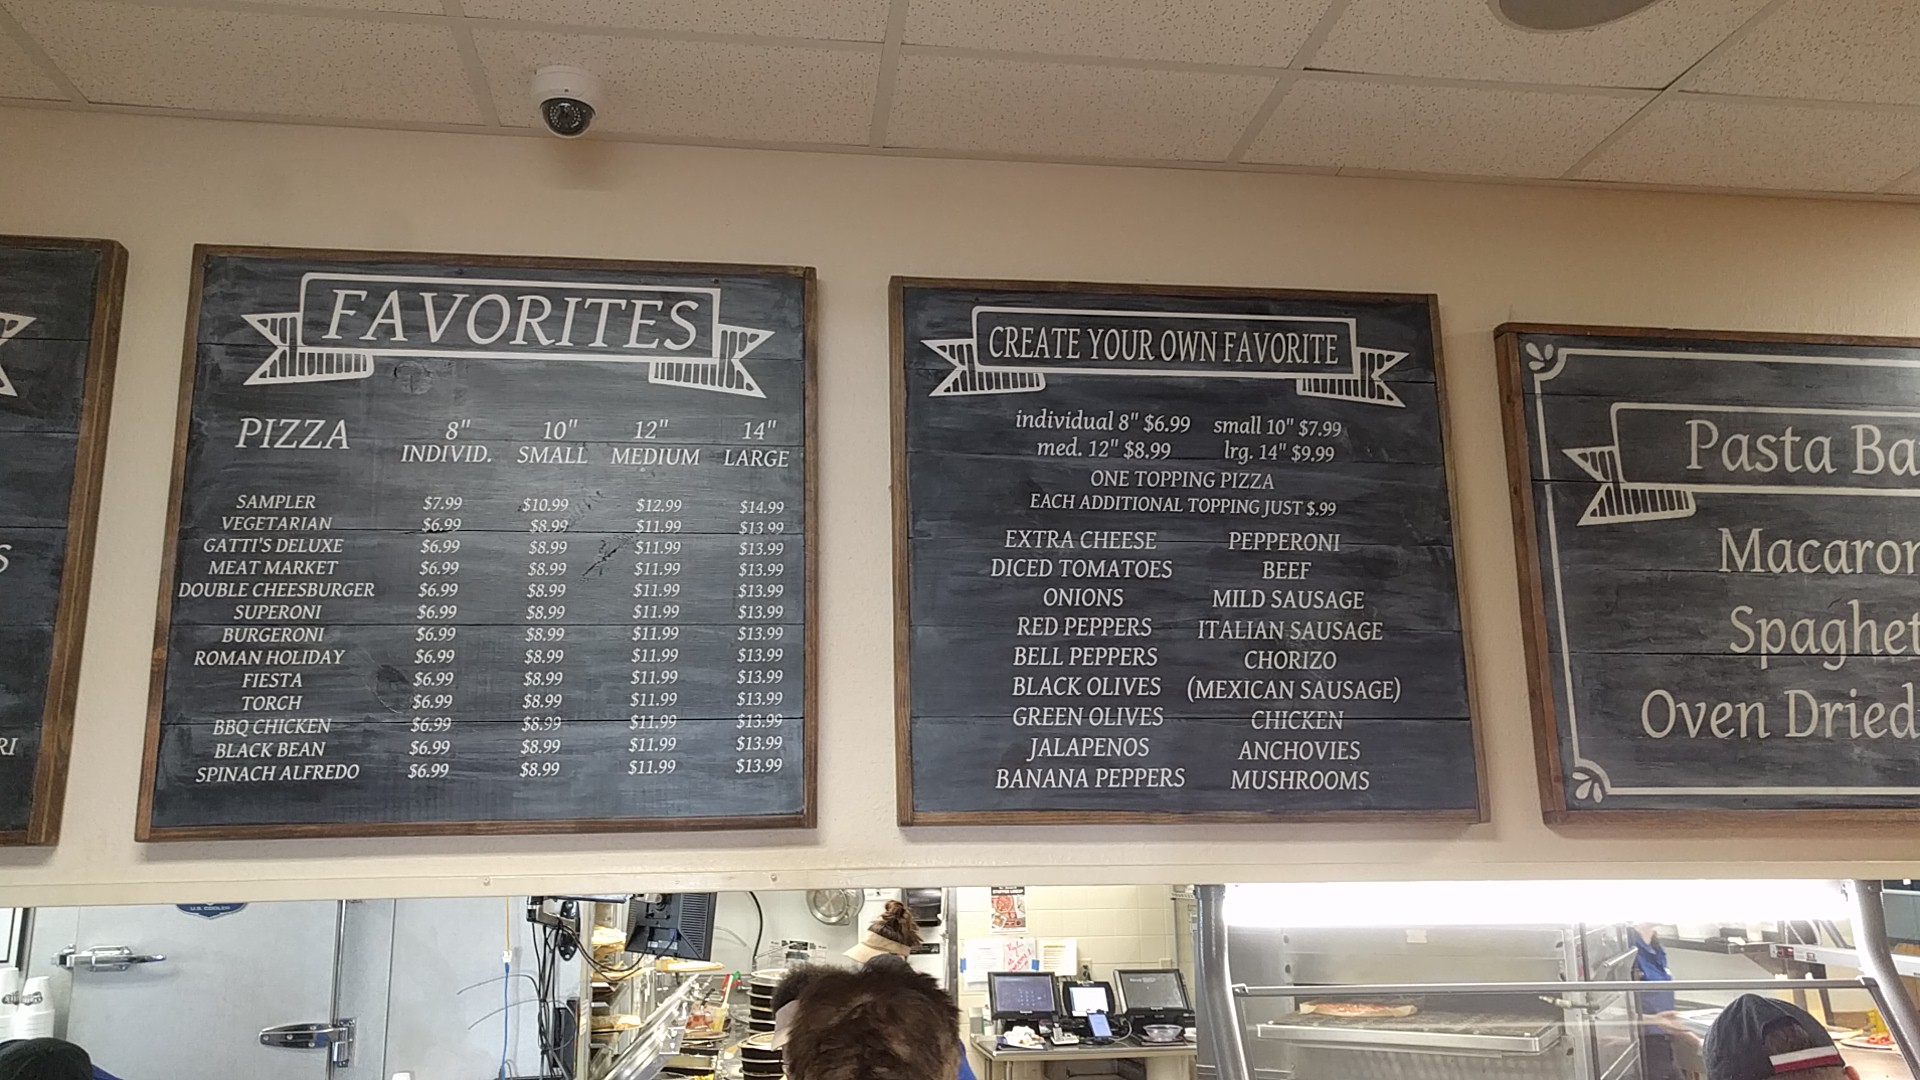 FAVORITES
PIZZA
8" 10" 12" 14"
INDIVID. SMALL MEDIUM LARGE
SAMPLER $7.99 $10.99 $12.99 $14.99
VEGETARIAN $6.99 $8.99 $11.99 $13.99
GATTI'S DELUXE $6.99 $8.99 $11.99 $13.99
MEAT MARKET $6.99 $8.99 $11.99 $13.99
DOUBLE CHEESBURGER $6.99 $8.99 $11.99 $13.99
SUPERONI $6.99 $8.99 $11.99 $13.99
BURGERONI $6.99 $8.99 $11.99 $13.99
ROMAN HOLIDAY $6.99 $8.99 $11.99 $13.99
FIESTA $6.99 $8.99 $11.99 $13.99
TORCH $6.99 $8.99 $11.99 $13.99
BBQ CHICKEN $6.99 $8.99 $11.99 $13.99
BLACK BEAN $6.99 $8.99 $11.99 $13.99
SPINACH ALFREDO $6.99 $8.99 $11.99 $13.99
CREATE YOUR OWN FAVORITE
individual 8" $6.99 small 10" $7.99
med. 12" $8.99 lrg. 14" $9.99
ONE TOPPING PIZZA
EACH ADDITIONAL TOPPING JUST $.99
EXTRA CHEESE PEPPERONI
DICED TOMATOES BEEF
ONIONS MILD SAUSAGE
RED PEPPERS ITALIAN SAUSAGE
BELL PEPPERS CHORIZO
BLACK OLIVES (MEXICAN SAUSAGE)
GREEN OLIVES CHICKEN
JALAPENOS ANCHOVIES
BANANA PEPPERS MUSHROOMS
Pasta Ba
Macaron
Spaghet
Oven Dried
S
RI